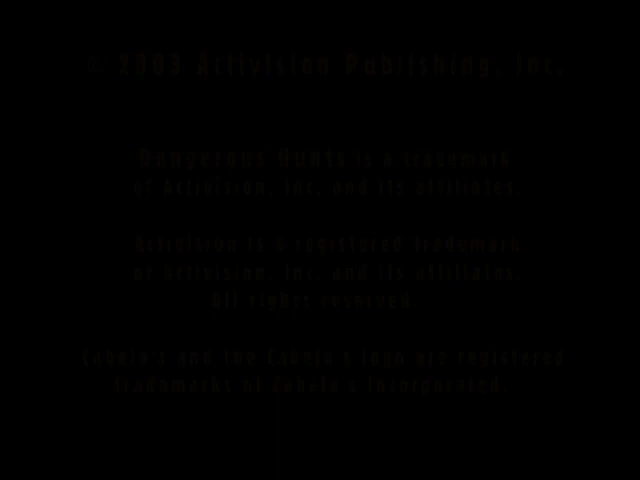 © 2003 Activision Publishing, Inc.
Dangerous Hunts is a trademark
of Activision, Inc. and its affiliates.
Activision is a registered trademark
of Activision, Inc. and its affiliates.
All rights reserved.
Cabela's and the Cabela's logo are registered
trademarks of Cabela's Incorporated.